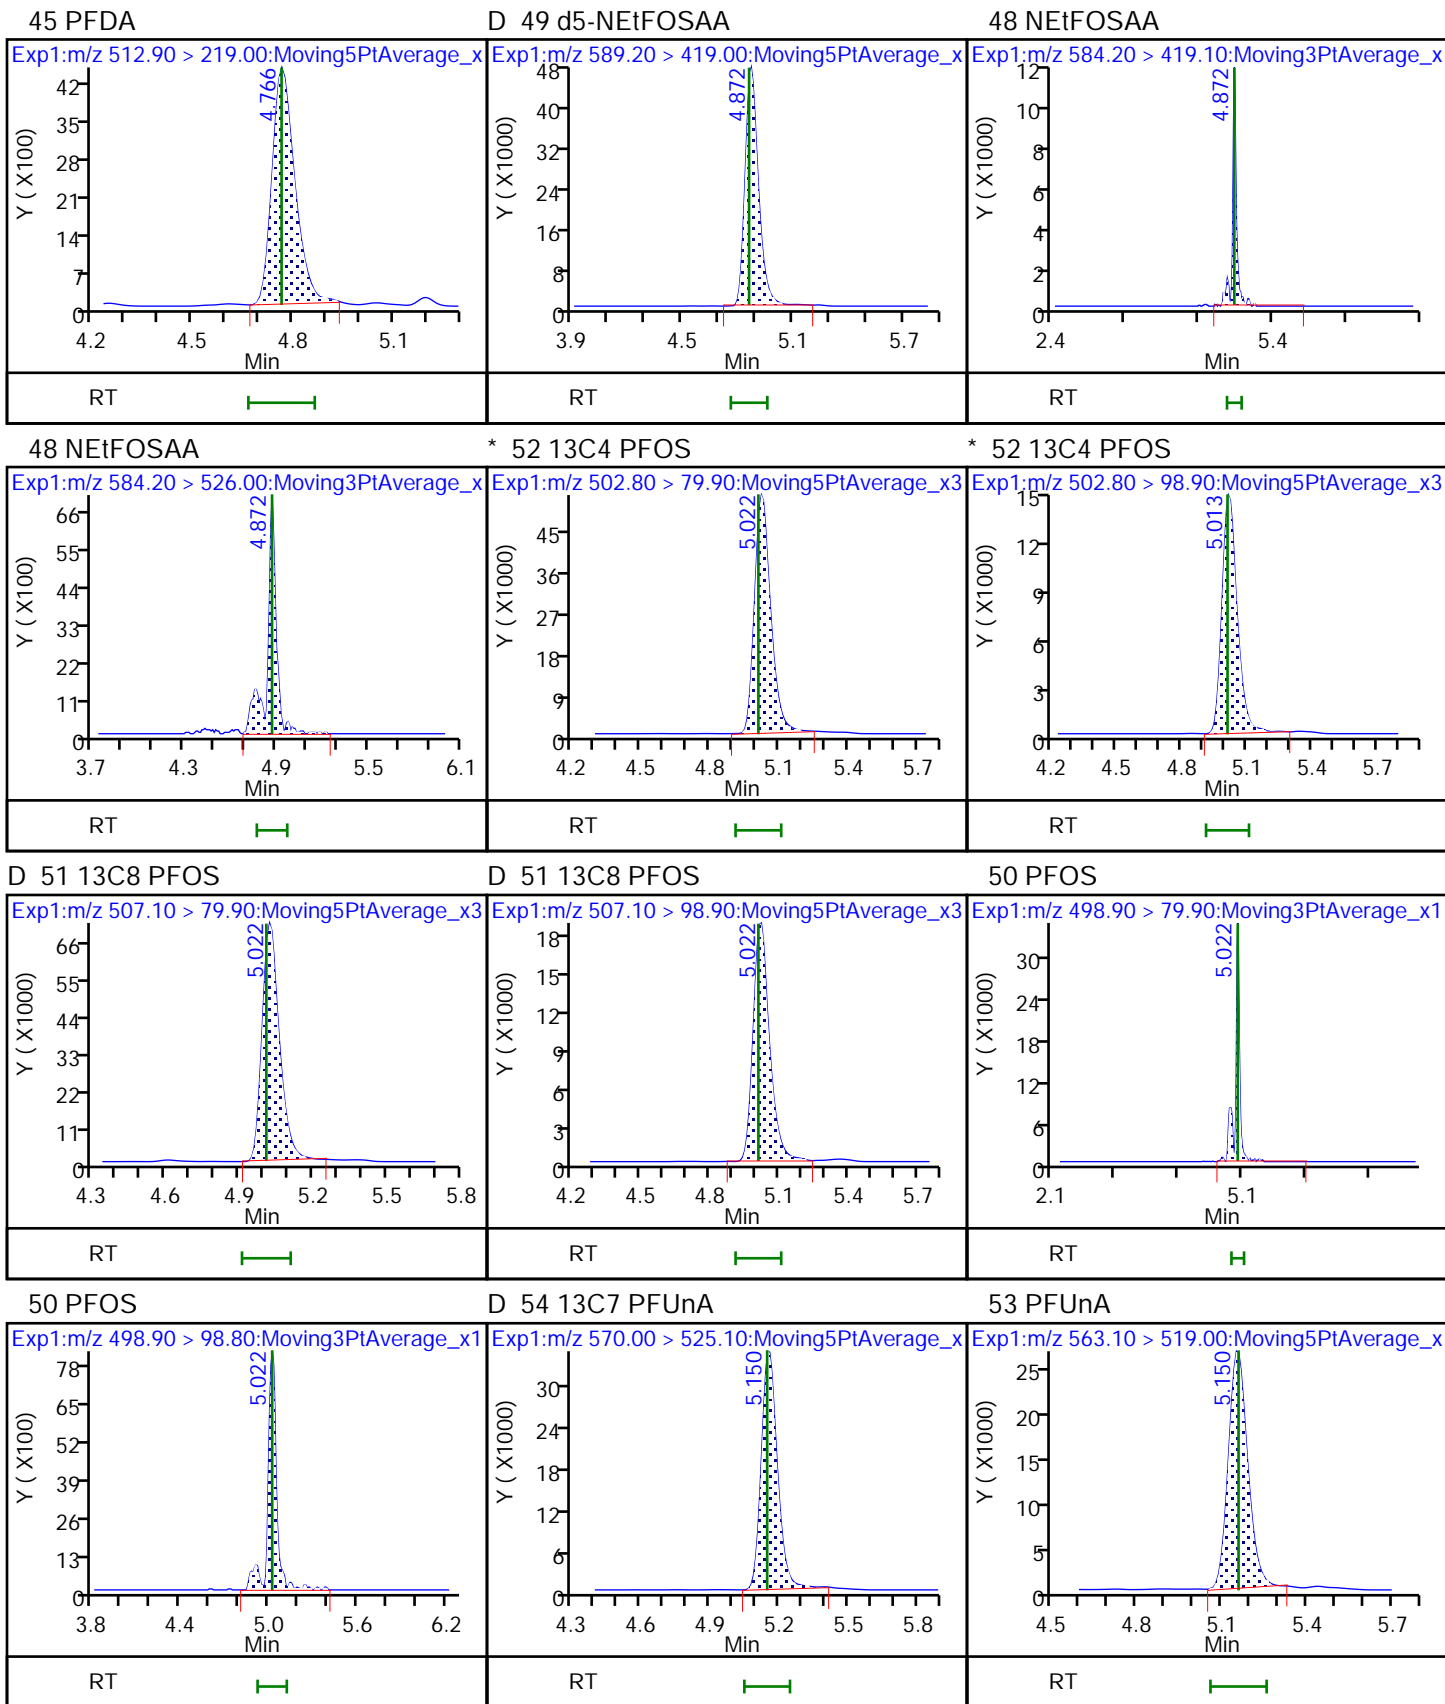 45 PFDA
Exp1:m/z 512.90 > 219.00:Moving5PtAverage_x
4.766
Y ( X100)
42
35
28
21
14
7
0
4.2 4.5 4.8 5.1
Min
RT
D 49 d5-NEtFOSAA
Exp1:m/z 589.20 > 419.00:Moving5PtAverage_x
4.872
Y ( X1000)
48
40
32
24
16
8
0
3.9 4.5 5.1 5.7
Min
RT
48 NEtFOSAA
Exp1:m/z 584.20 > 419.10:Moving3PtAverage_x
4.872
Y ( X1000)
12
10
8
6
4
2
0
2.4 5.4
Min
RT
48 NEtFOSAA
Exp1:m/z 584.20 > 526.00:Moving3PtAverage_x
4.872
Y ( X100)
66
55
44
33
22
11
0
3.7 4.3 4.9 5.5 6.1
Min
RT
* 52 13C4 PFOS
Exp1:m/z 502.80 > 79.90:Moving5PtAverage_x3
5.022
Y ( X1000)
45
36
27
18
9
0
4.2 4.5 4.8 5.1 5.4 5.7
Min
RT
* 52 13C4 PFOS
Exp1:m/z 502.80 > 98.90:Moving5PtAverage_x3
5.013
Y ( X1000)
15
12
9
6
3
0
4.2 4.5 4.8 5.1 5.4 5.7
Min
RT
D 51 13C8 PFOS
Exp1:m/z 507.10 > 79.90:Moving5PtAverage_x3
5.022
Y ( X1000)
66
55
44
33
22
11
0
4.3 4.6 4.9 5.2 5.5 5.8
Min
RT
D 51 13C8 PFOS
Exp1:m/z 507.10 > 98.90:Moving5PtAverage_x3
5.022
Y ( X1000)
18
15
12
9
6
3
0
4.2 4.5 4.8 5.1 5.4 5.7
Min
RT
50 PFOS
Exp1:m/z 498.90 > 79.90:Moving3PtAverage_x1
5.022
Y ( X1000)
30
24
18
12
6
0
2.1 5.1
Min
RT
50 PFOS
Exp1:m/z 498.90 > 98.80:Moving3PtAverage_x1
5.022
Y ( X100)
78
65
52
39
26
13
0
3.8 4.4 5.0 5.6 6.2
Min
RT
D 54 13C7 PFUnA
Exp1:m/z 570.00 > 525.10:Moving5PtAverage_x
5.150
Y ( X1000)
30
24
18
12
6
0
4.3 4.6 4.9 5.2 5.5 5.8
Min
RT
53 PFUnA
Exp1:m/z 563.10 > 519.00:Moving5PtAverage_x
5.150
Y ( X1000)
25
20
15
10
5
0
4.5 4.8 5.1 5.4 5.7
Min
RT